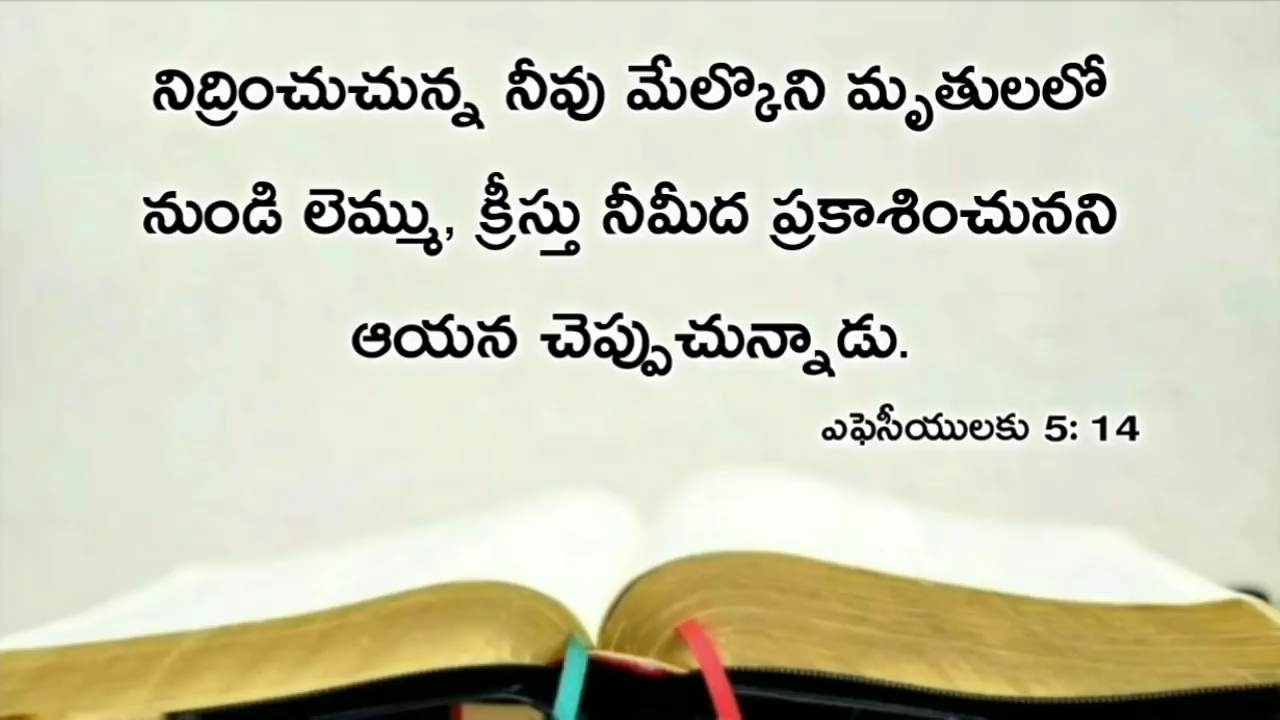 నిద్రించుచున్న నీవు మేల్కొని మృతులలో
నుండి లెమ్ము, క్రీస్తు నీమీద ప్రకాశించునని
ఆయన చెప్పుచున్నాడు.
ఎఫెసీయులకు 5: 14